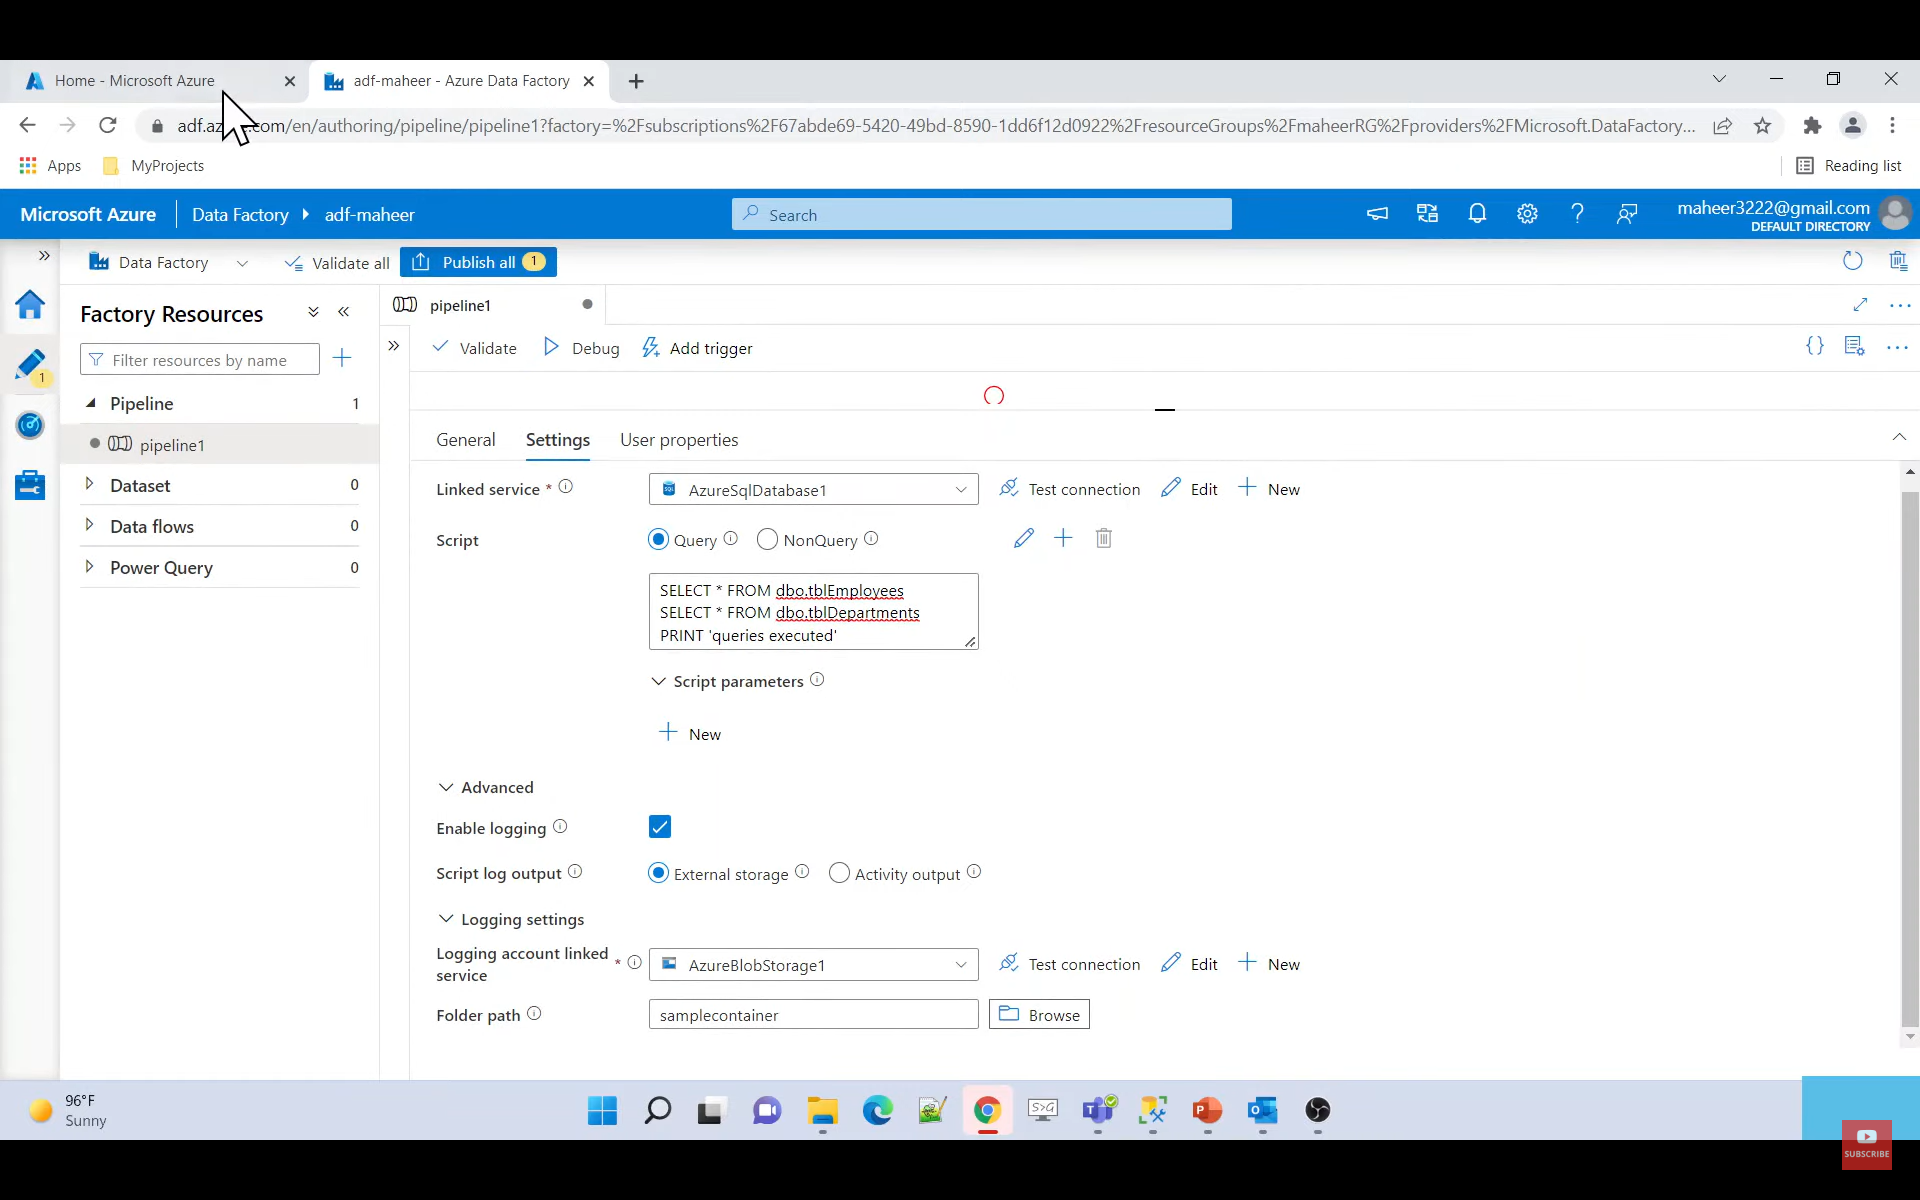 Home - Microsoft Azure
adf-maheer - Azure Data Factory
.com/en/authoring/pipeline/pipeline1?factory=%2Fsubscriptions%2F67abde69-5420-49bd-8590-1dd6f12d0922%2FresourceGroups%2FmaheerRG%2Fproviders%2FMicrosoft.DataFactory...
Apps
MyProjects
Reading list
Microsoft Azure
Data Factory
adf-maheer
Search
maheer3222@gmail.com
DEFAULT DIRECTORY
Data Factory
Validate all
Publish all 1
Factory Resources
Filter resources by name
1
Pipeline 1
pipeline1
Dataset 0
Data flows 0
Power Query 0
pipeline1
Validate
Debug
Add trigger
General
Settings
User properties
Linked service *
AzureSqlDatabase1
Test connection
Edit
New
Script
Query
NonQuery
SELECT * FROM dbo.tblEmployees
SELECT * FROM dbo.tblDepartments
PRINT 'queries executed'
Script parameters
New
Advanced
Enable logging
Script log output
External storage
Activity output
Logging settings
Logging account linked
service *
AzureBlobStorage1
Test connection
Edit
New
Folder path
samplecontainer
Browse
96°F
Sunny
SUBSCRIBE